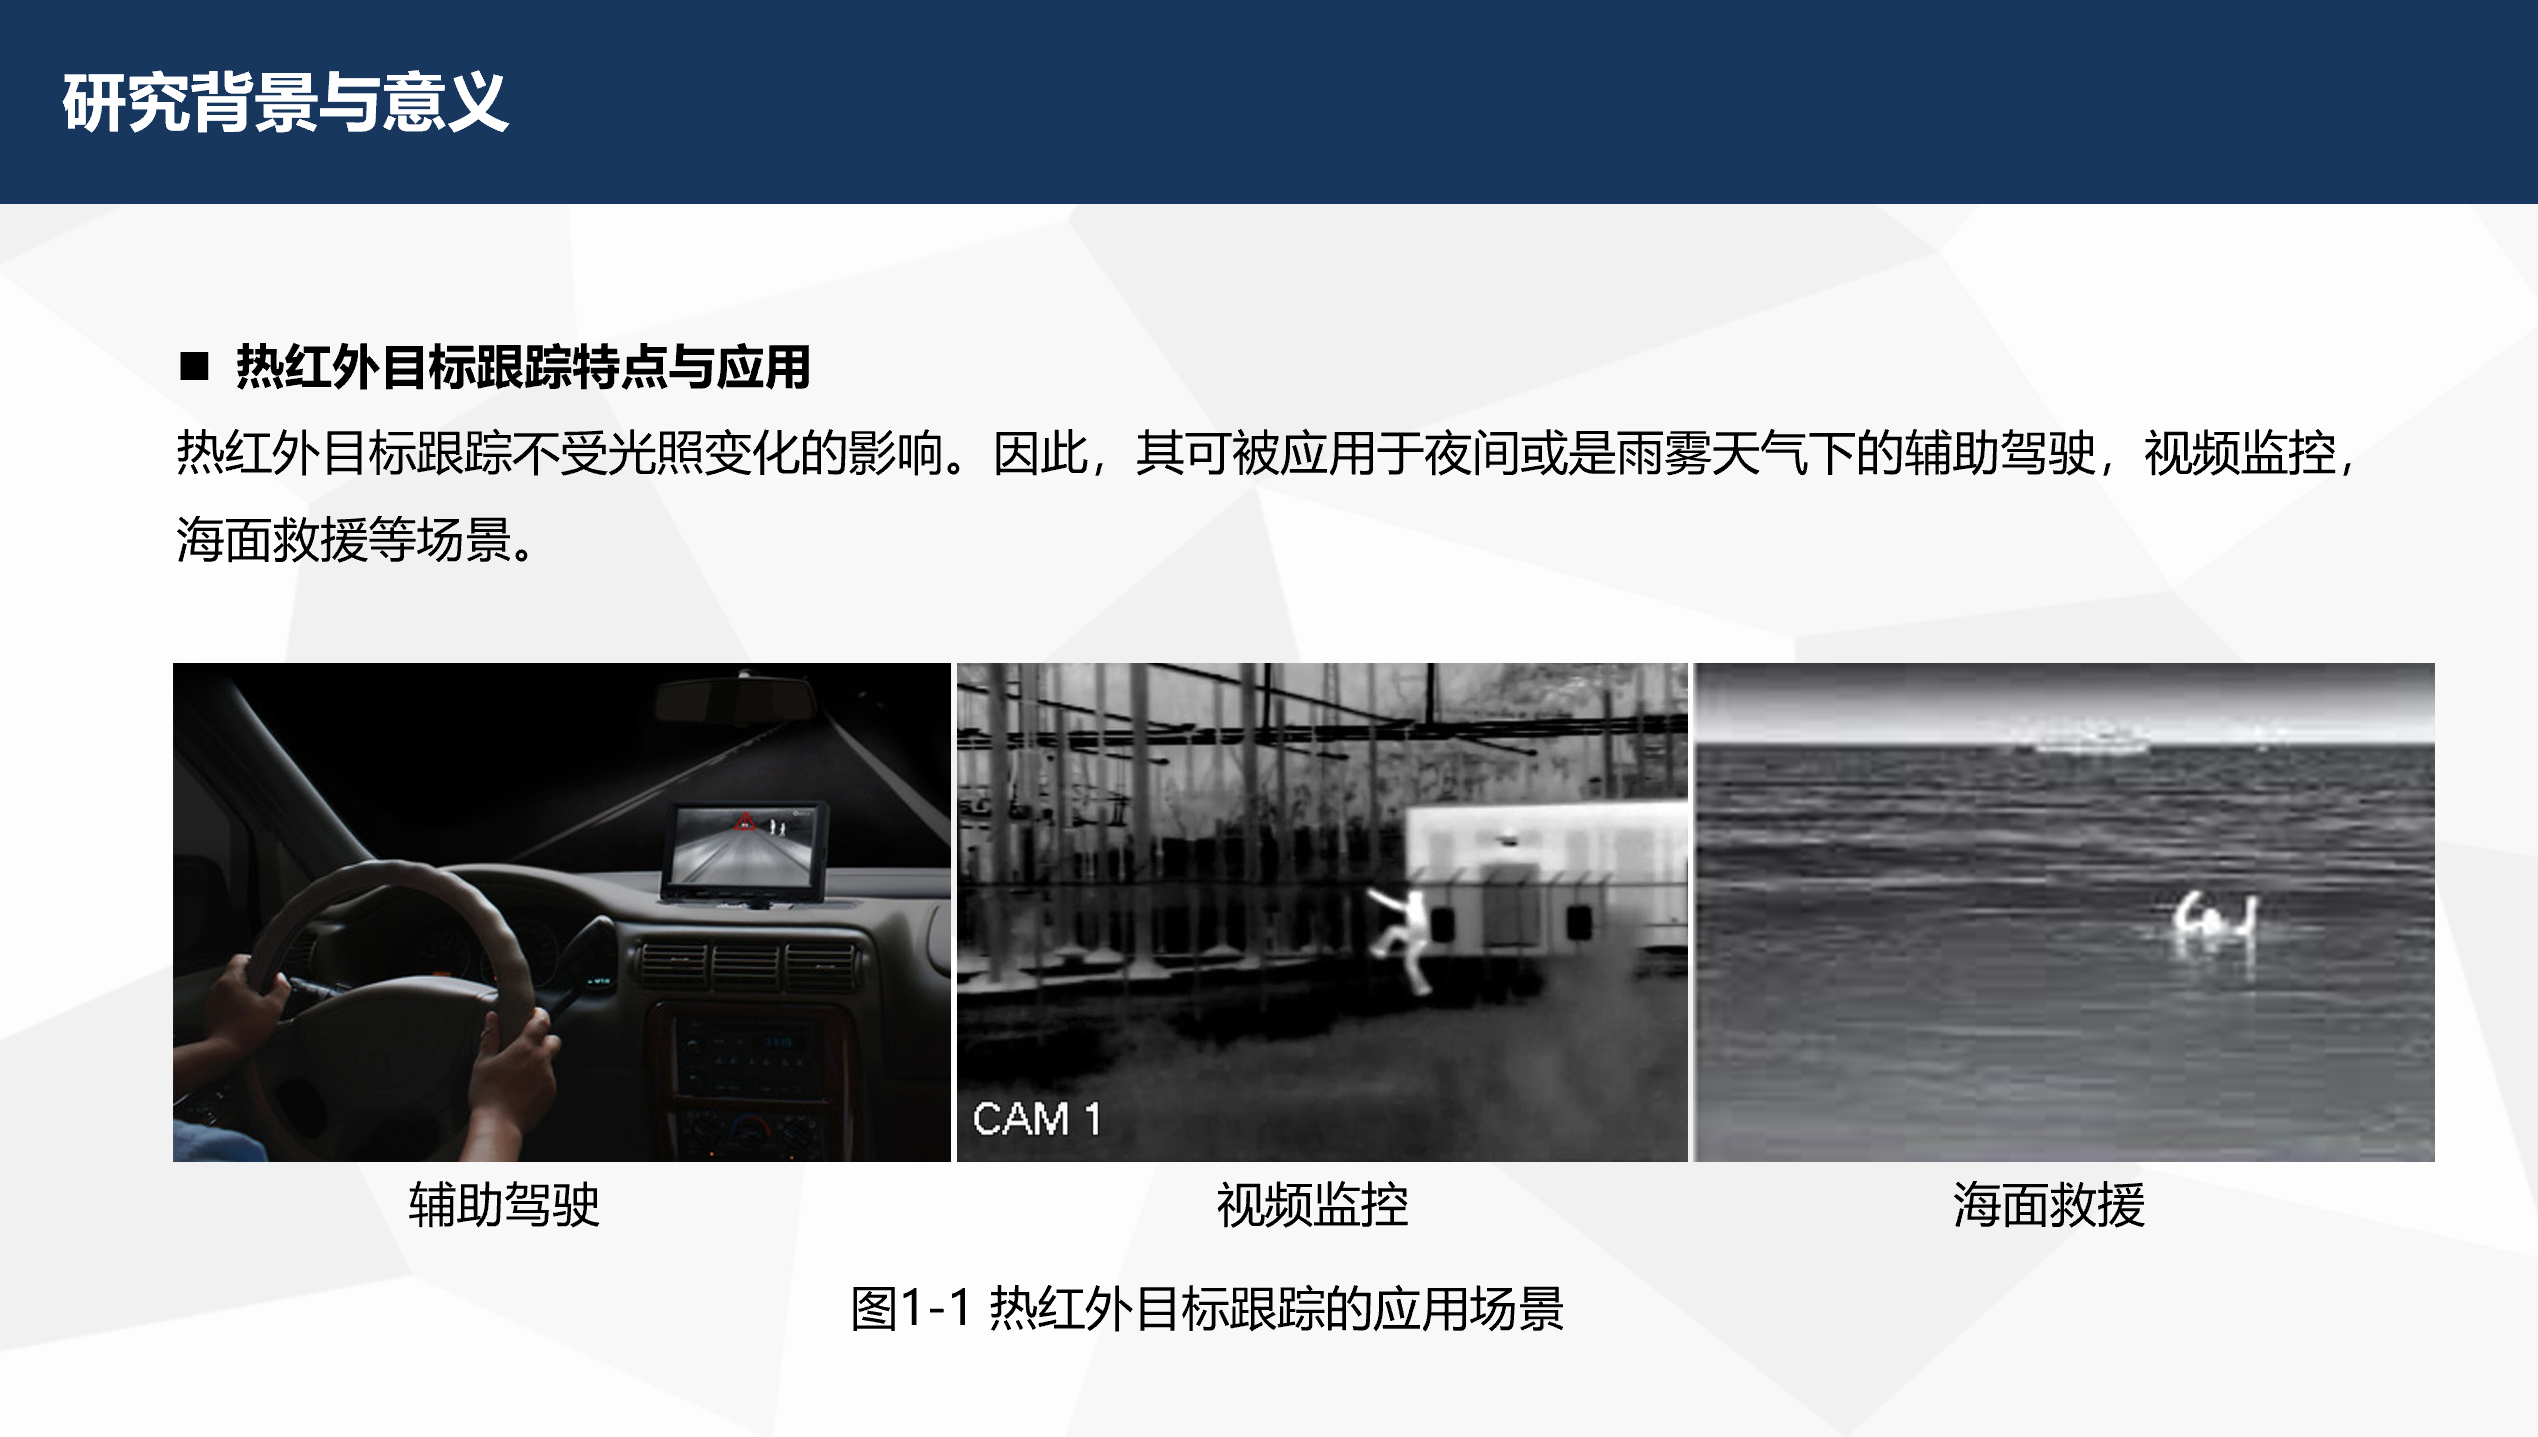 研究背景与意义
■ 热红外目标跟踪特点与应用
热红外目标跟踪不受光照变化的影响。因此，其可被应用于夜间或是雨雾天气下的辅助驾驶，视频监控，
海面救援等场景。
CAM 1
辅助驾驶
视频监控
海面救援
图1-1 热红外目标跟踪的应用场景